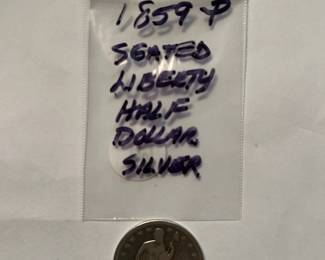 1859 P
SEATED
LIBERTY
HALF
DOLLAR
SILVER